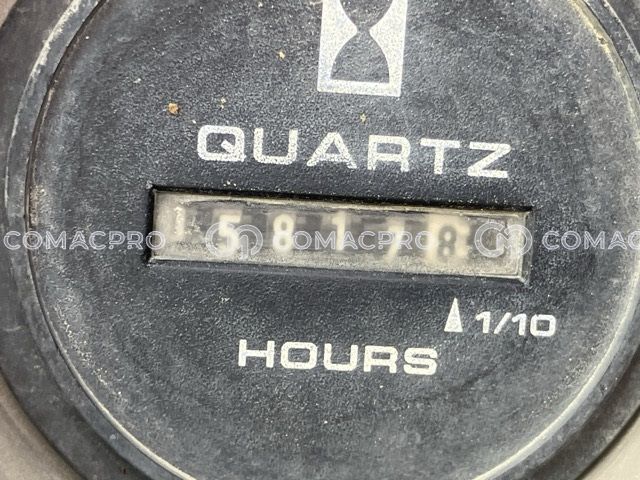 QUARTZ
58178
COMACPRO COMACPRO COMACPRO
1/10
HOURS